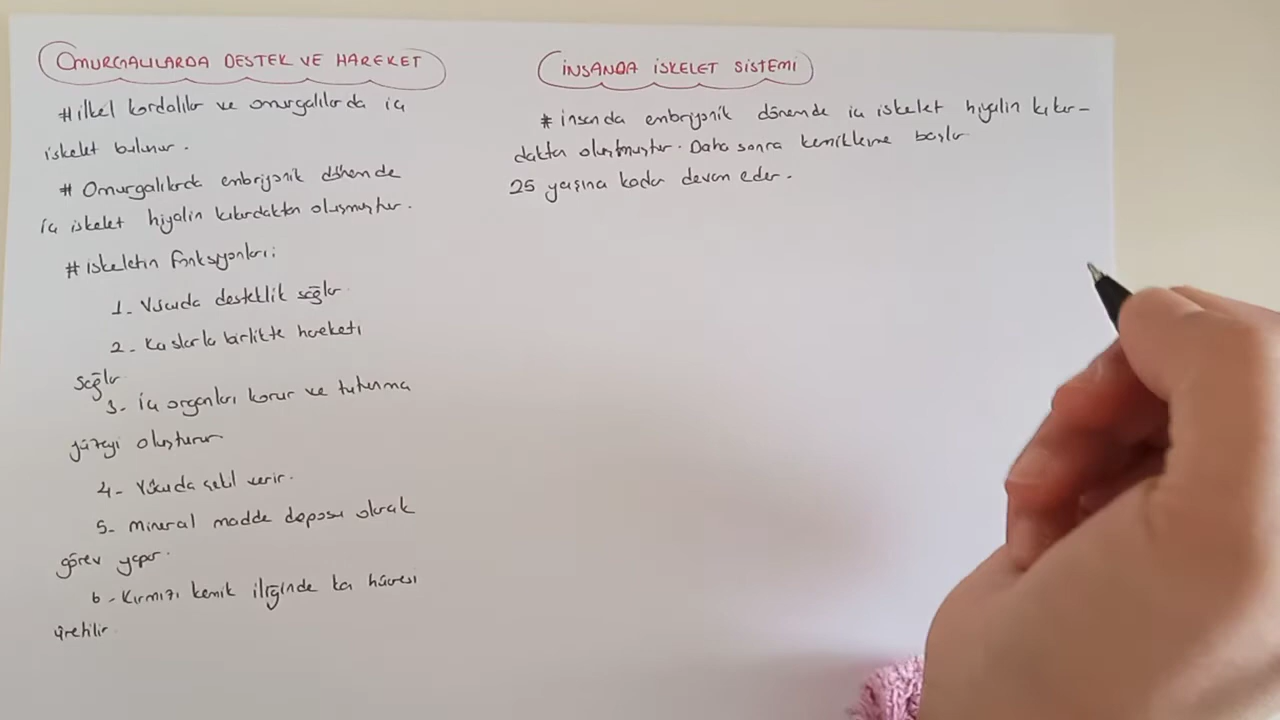 OMURGALILARDA DESTEK VE HAREKET
# ilkel kordalılar ve omurgalılarda iç
iskelet bulunur.
# Omurgalılarda embriyonik dönemde
iç iskelet hiyalin kıkırdaktan oluşmuştur.
# iskeletin fonksiyonları;
1- Vücuda desteklik sağlar.
2- Kaslarla birlikte hareketi
sağlar
3- iç organları korur ve tutunma
yüzeyi oluşturur
4- Vücuda şekil verir.
5- Mineral madde deposu olarak
görev yapar.
6- Kırmızı kemik iliğinde kan hücresi
üretilir
İNSANDA İSKELET SİSTEMİ
* insanda embriyonik dönemde iç iskelet hiyalin kıkır-
daktan oluşmuştur. Daha sonra kemikleşme başlar
25 yaşına kadar devam eder.